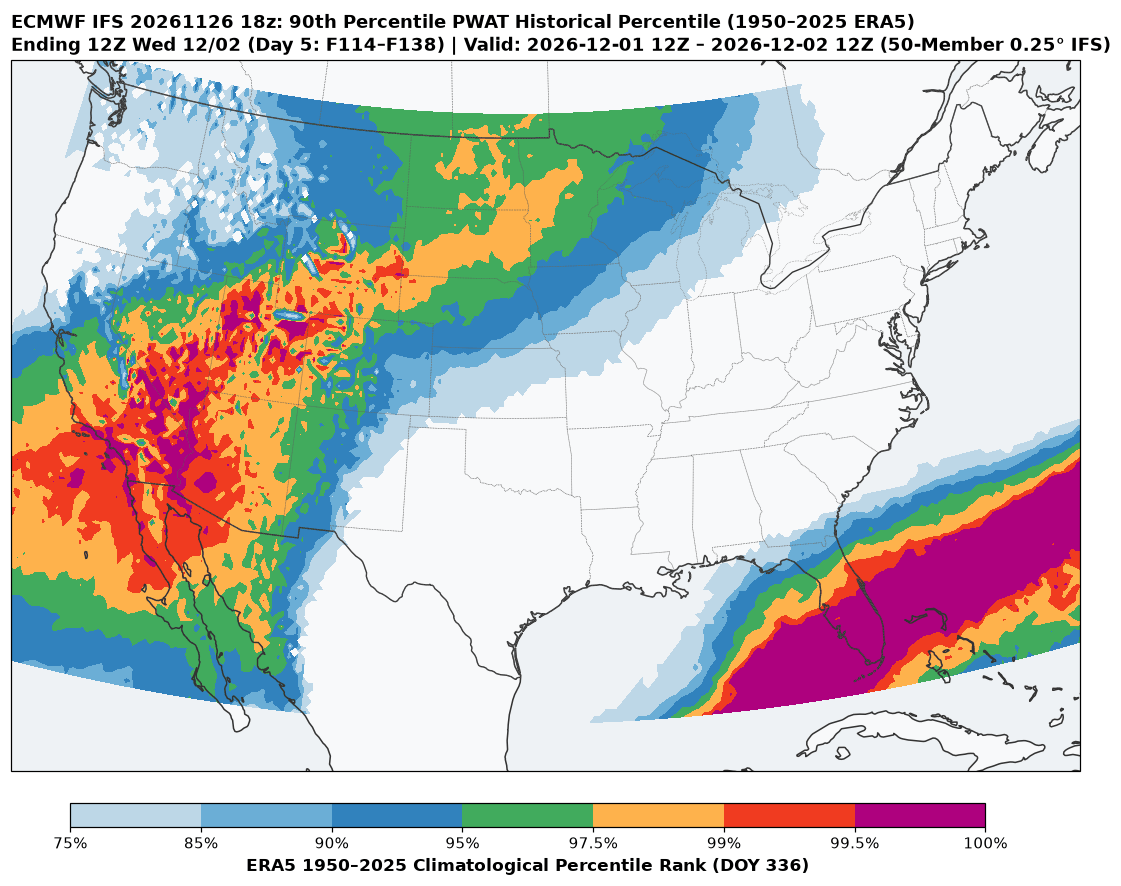 ECMWF IFS 20261126 18z: 90th Percentile PWAT Historical Percentile (1950–2025 ERA5)
Ending 12Z Wed 12/02 (Day 5: F114–F138) | Valid: 2026-12-01 12Z – 2026-12-02 12Z (50-Member 0.25° IFS)
75% 85% 90% 95% 97.5% 99% 99.5% 100%
ERA5 1950–2025 Climatological Percentile Rank (DOY 336)